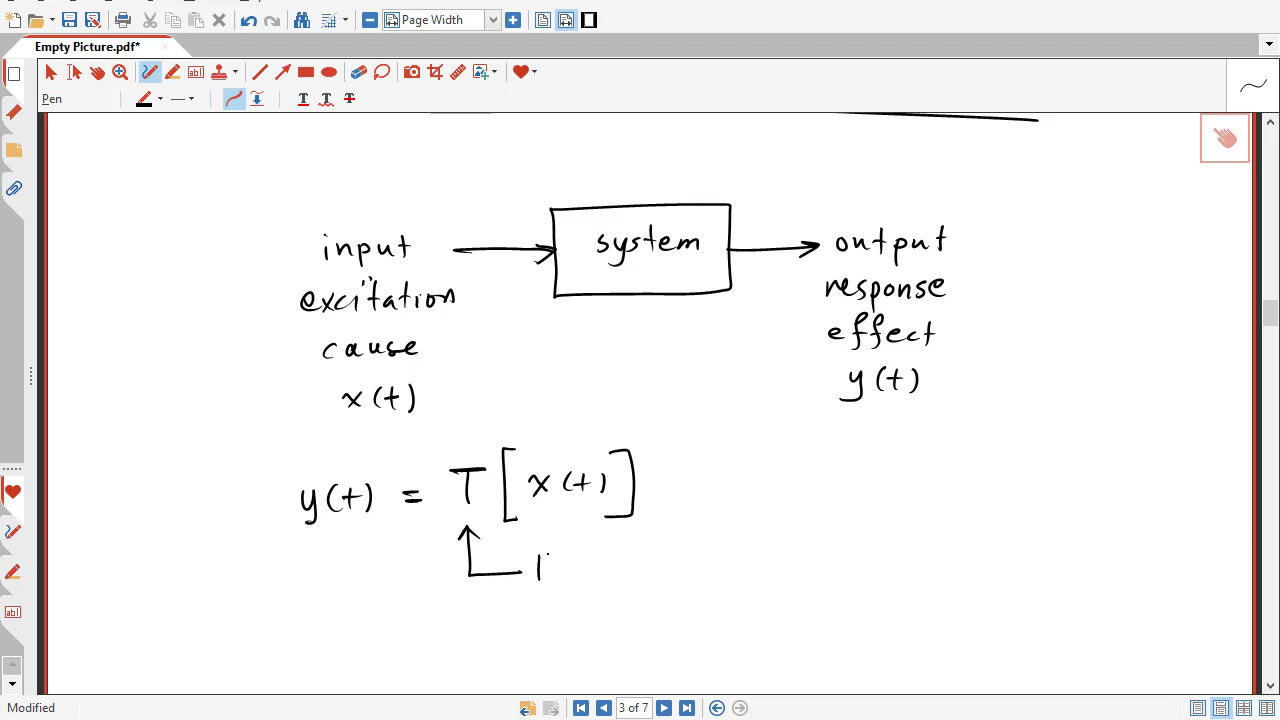 Page Width
Empty Picture.pdf*
Pen
input
system
output
excitation
response
cause
effect
x(t)
y(t)
y(t) = T[x(t)]
Modified
3 of 7